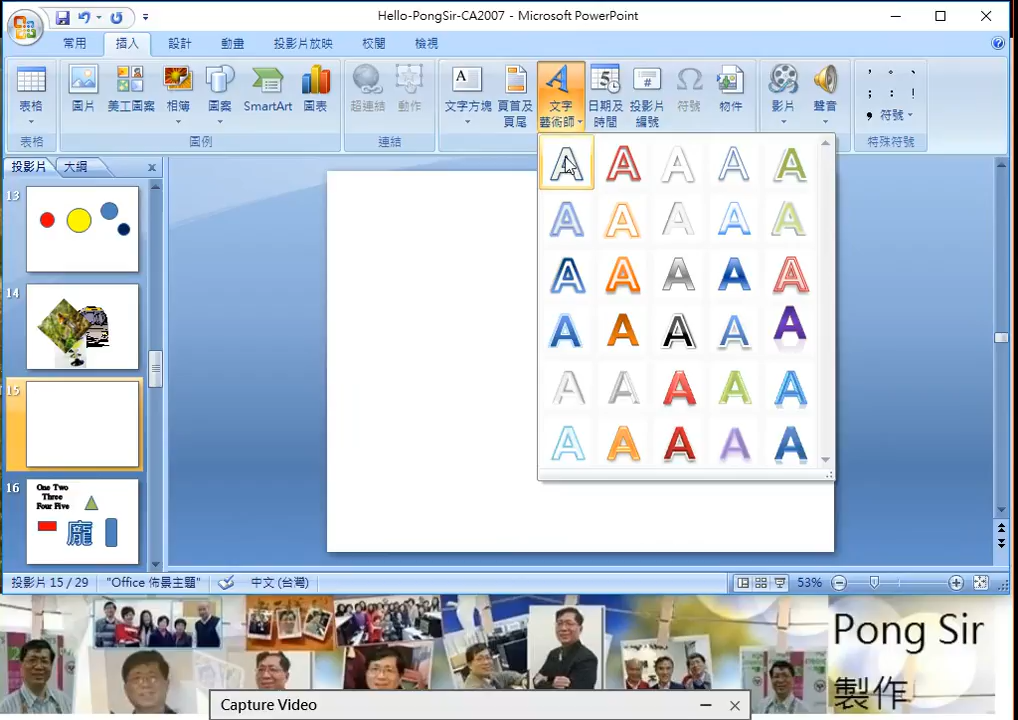 Hello-PongSir-CA2007 - Microsoft PowerPoint
常用 插入 設計 動畫 投影片放映 校閱 檢視
表格 圖片 美工圖案 相簿 圖案 SmartArt 圖表 超連結 動作 文字方塊 頁首及頁尾 文字藝術師 日期及時間 投影片編號 符號 物件 影片 聲音 符號
表格 圖例 連結 特殊符號
投影片 大綱
13
14
15
16
One Two
Three
Four Five
龐
投影片 15 / 29 "Office 佈景主題" 中文 (台灣) 53%
Pong Sir
製作
Capture Video